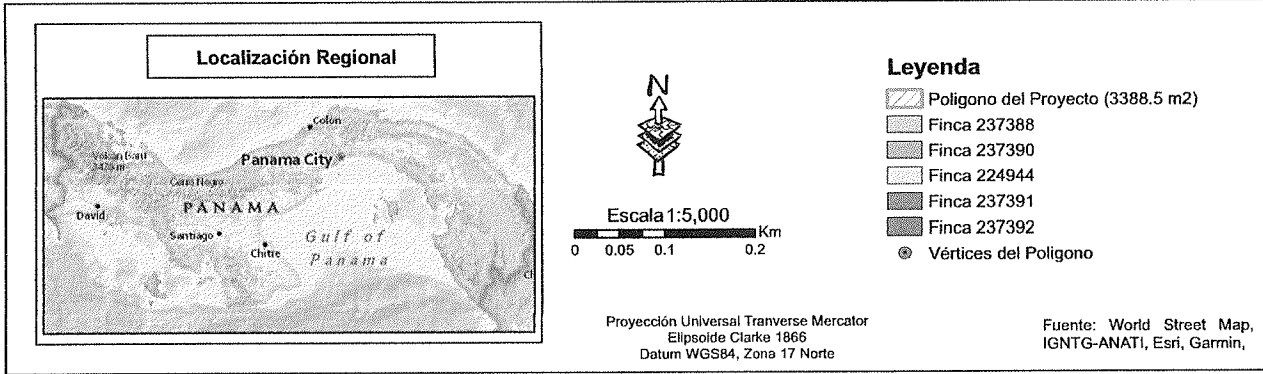 Localización Regional
Colón
Volcan Baru
Panama City
Cerro Negro
PANAMA
David
Santiago
Chitre
Gulf of
Panama
N
Escala 1:5,000
Km
0 0.05 0.1 0.2
Proyección Universal Tranverse Mercator
Elipsoide Clarke 1866
Datum WGS84, Zona 17 Norte
Leyenda
Poligono del Proyecto (3388.5 m2)
Finca 237388
Finca 237390
Finca 224944
Finca 237391
Finca 237392
Vértices del Poligono
Fuente: World Street Map,
IGNTG-ANATI, Esri, Garmin,